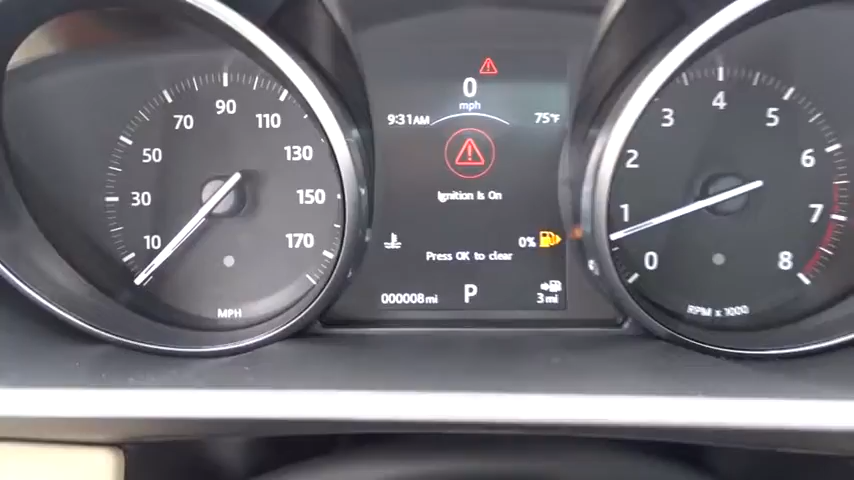 0
mph
9:31AM
75°F
Ignition Is On
0%
Press OK to clear
000008mi
P
3mi
10
30
50
70
90
110
130
150
170
MPH
0
1
2
3
4
5
6
7
8
RPM x 1000